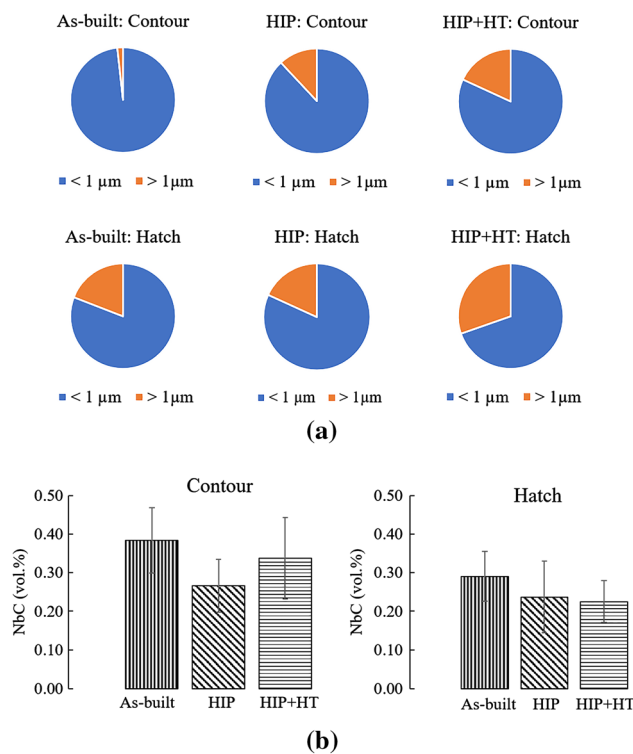 As-built: Contour HIP: Contour HIP+HT: Contour
< 1 µm > 1µm < 1 µm > 1µm < 1 µm > 1µm
As-built: Hatch HIP: Hatch HIP+HT: Hatch
< 1 µm > 1µm < 1 µm > 1µm < 1 µm > 1µm
(a)
Contour
NbC (vol.%)
0.50
0.40
0.30
0.20
0.10
0.00
As-built HIP HIP+HT
Hatch
NbC (vol.%)
0.50
0.40
0.30
0.20
0.10
0.00
As-built HIP HIP+HT
(b)